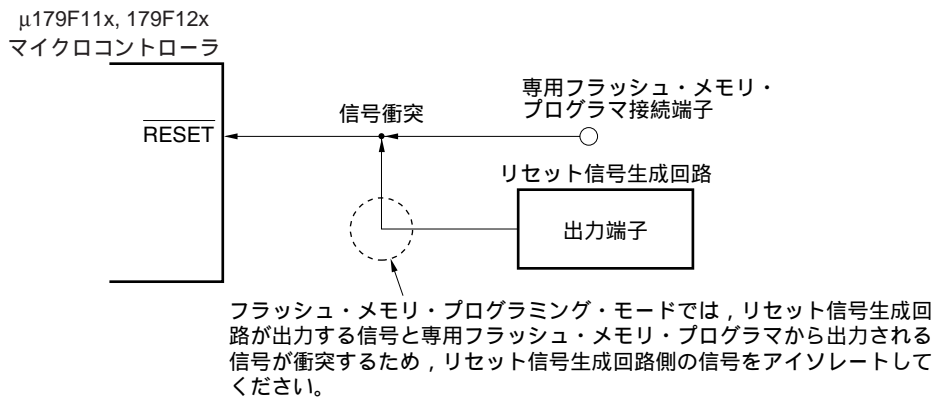 μ179F11x, 179F12x
マイクロコントローラ
専用フラッシュ・メモリ・
プログラマ接続端子
信号衝突
RESET
リセット信号生成回路
出力端子
フラッシュ・メモリ・プログラミング・モードでは，リセット信号生成回
路が出力する信号と専用フラッシュ・メモリ・プログラマから出力される
信号が衝突するため，リセット信号生成回路側の信号をアイソレートして
ください。